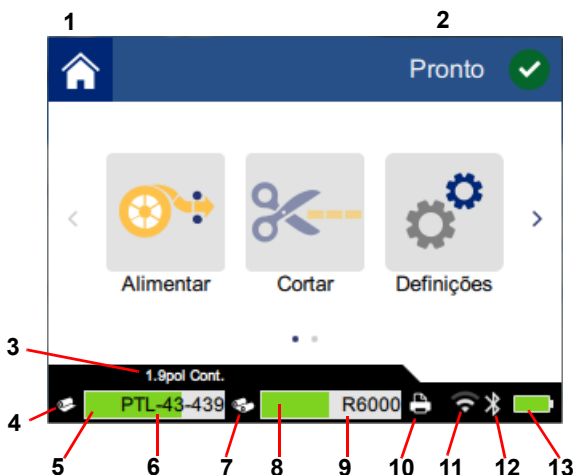 1 2
Pronto
Alimentar Cortar Definições
3
1.9pol Cont.
4
PTL-43-439 R6000
5 6 7 8 9 10 11 12 13